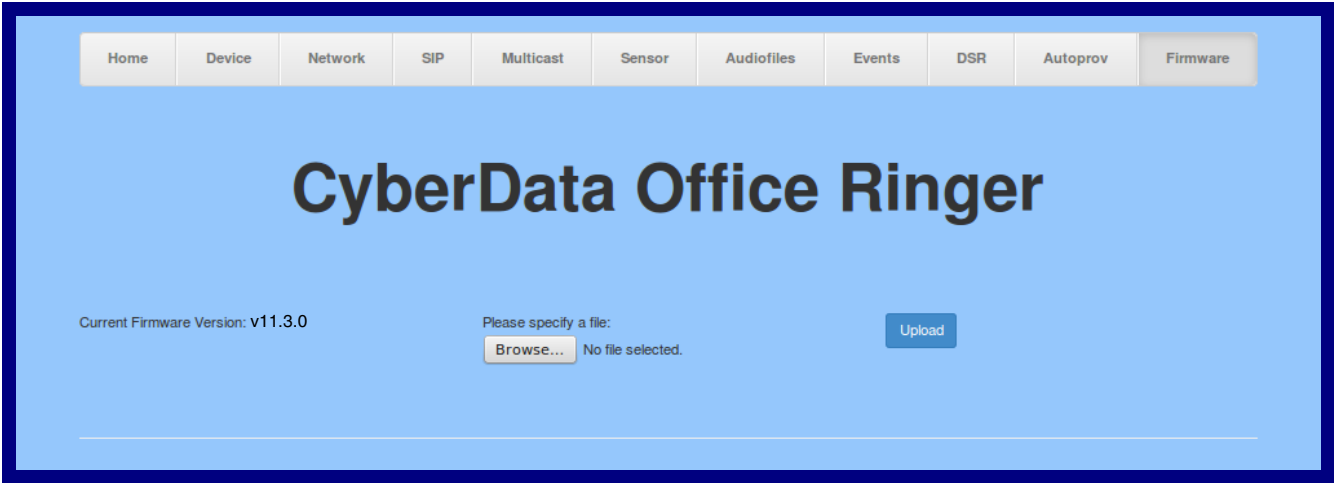 Home Device Network SIP Multicast Sensor Audiofiles Events DSR Autoprov Firmware
CyberData Office Ringer
Current Firmware Version: v11.3.0 Please specify a file: Upload
Browse... No file selected.